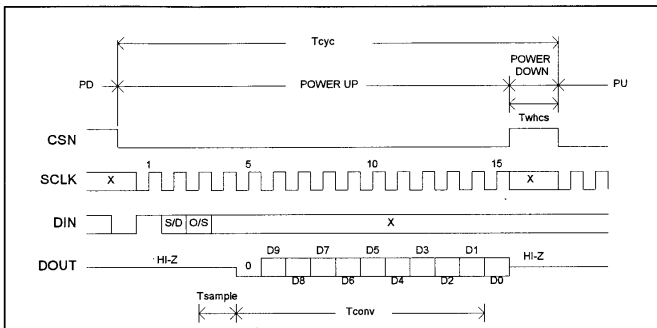 Tcyc
POWER DOWN
PD POWER UP PU
Twhcs
CSN
1 5 10 15
SCLK X X
DIN S/D O/S X
D9 D7 D5 D3 D1
DOUT HI-Z 0 HI-Z
D8 D6 D4 D2 D0
Tsample Tconv